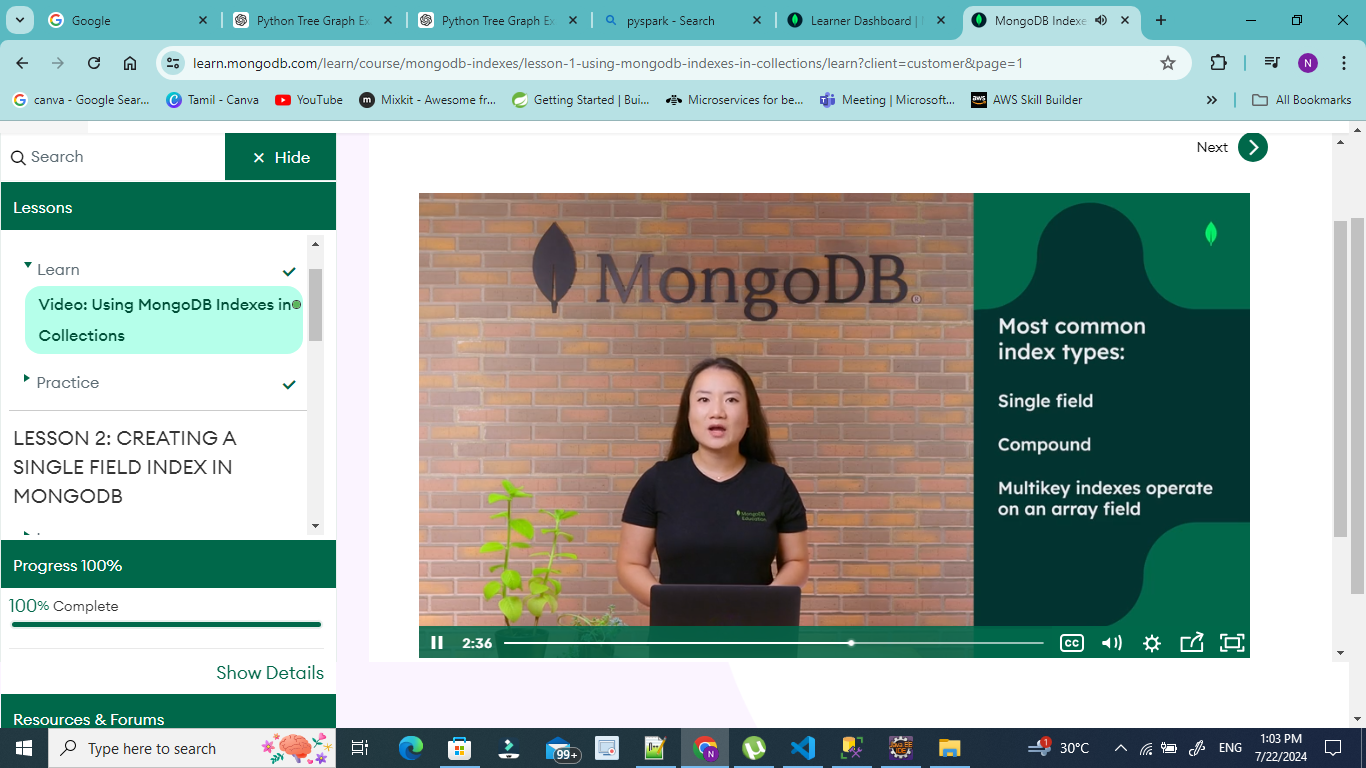 Google
Python Tree Graph Ex
Python Tree Graph Ex
pyspark - Search
Learner Dashboard |
MongoDB Indexe
learn.mongodb.com/learn/course/mongodb-indexes/lesson-1-using-mongodb-indexes-in-collections/learn?client=customer&page=1
N
canva - Google Sear...
Tamil - Canva
YouTube
Mixkit - Awesome fr...
Getting Started | Bui...
Microservices for be...
Meeting | Microsoft...
AWS Skill Builder
All Bookmarks
Search
Hide
Next
Lessons
Learn
Video: Using MongoDB Indexes in
Collections
Practice
LESSON 2: CREATING A
SINGLE FIELD INDEX IN
MONGODB
Progress 100%
100% Complete
Show Details
Resources & Forums
MongoDB®
Most common
index types:
Single field
Compound
Multikey indexes operate
on an array field
MongoDB
Education
2:36
CC
Type here to search
99+
N
1
30°C
ENG
1:03 PM
7/22/2024